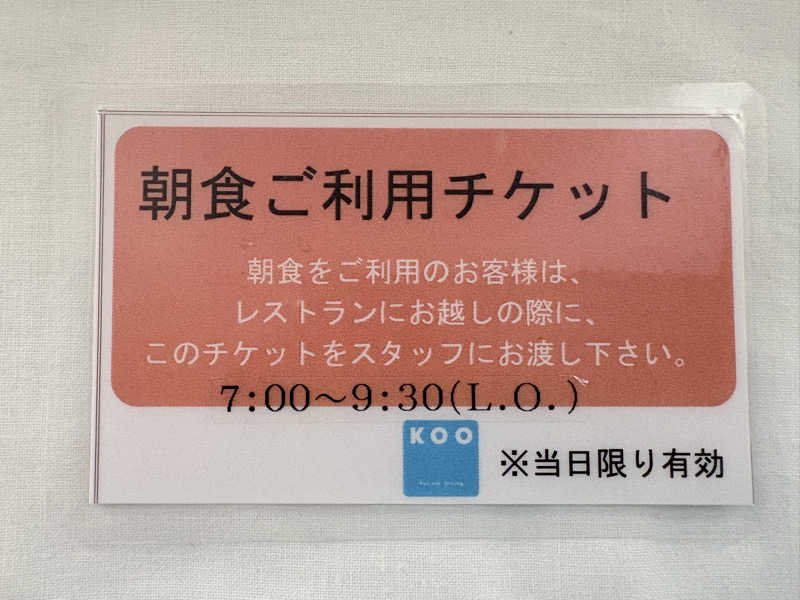 朝食ご利用チケット
朝食をご利用のお客様は、
レストランにお越しの際に、
このチケットをスタッフにお渡し下さい。
7:00～9:30(L.O.)
KOO
※当日限り有効